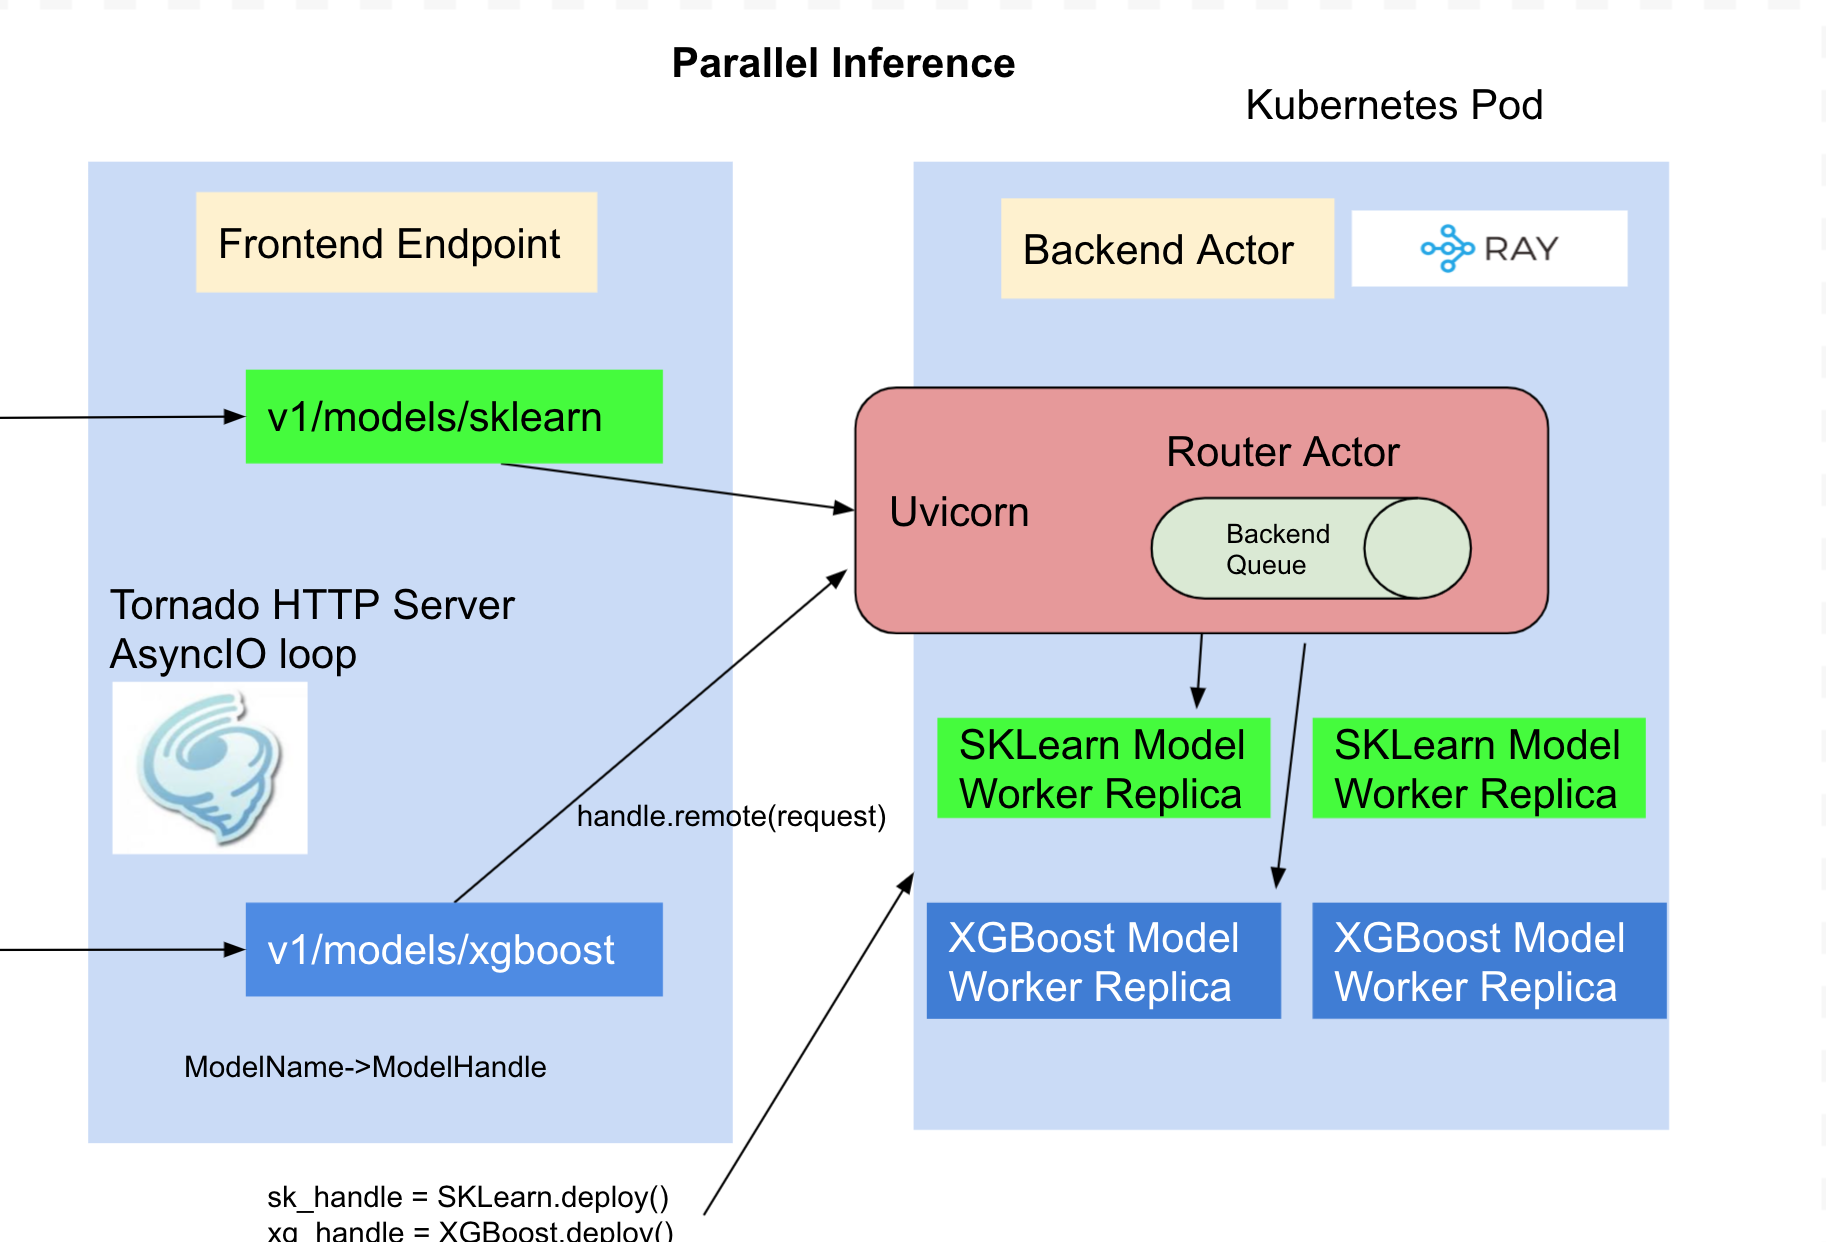 Parallel Inference
Kubernetes Pod
Frontend Endpoint
Backend Actor
RAY
v1/models/sklearn
Router Actor
Uvicorn
Backend
Queue
Tornado HTTP Server
AsyncIO loop
SKLearn Model
Worker Replica
SKLearn Model
Worker Replica
handle.remote(request)
v1/models/xgboost
XGBoost Model
Worker Replica
XGBoost Model
Worker Replica
ModelName->ModelHandle
sk_handle = SKLearn.deploy()
xg_handle = XGBoost.deploy()